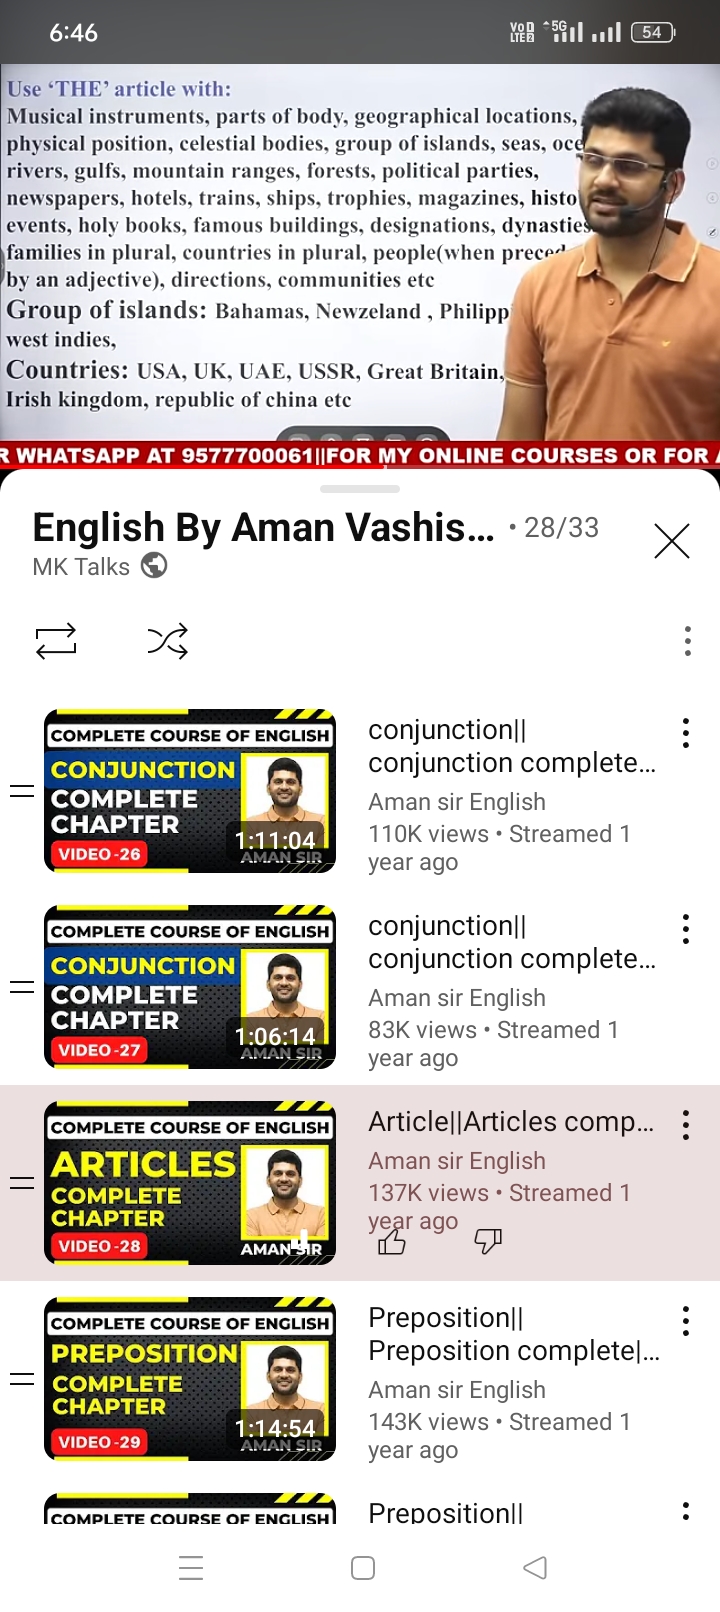 6:46
VoD LTE2 5G 54
Use ‘THE’ article with:
Musical instruments, parts of body, geographical locations,
physical position, celestial bodies, group of islands, seas, oce
rivers, gulfs, mountain ranges, forests, political parties,
newspapers, hotels, trains, ships, trophies, magazines, histo
events, holy books, famous buildings, designations, dynasties
families in plural, countries in plural, people(when preced
by an adjective), directions, communities etc
Group of islands: Bahamas, Newzeland , Philipp
west indies,
Countries: USA, UK, UAE, USSR, Great Britain,
Irish kingdom, republic of china etc
R WHATSAPP AT 9577700061||FOR MY ONLINE COURSES OR FOR
English By Aman Vashis... • 28/33
MK Talks
COMPLETE COURSE OF ENGLISH
CONJUNCTION
COMPLETE
CHAPTER
VIDEO-26
1:11:04
AMAN SIR
conjunction||
conjunction complete...
Aman sir English
110K views • Streamed 1
year ago
COMPLETE COURSE OF ENGLISH
CONJUNCTION
COMPLETE
CHAPTER
VIDEO-27
1:06:14
AMAN SIR
conjunction||
conjunction complete...
Aman sir English
83K views • Streamed 1
year ago
COMPLETE COURSE OF ENGLISH
ARTICLES
COMPLETE
CHAPTER
VIDEO-28
AMAN SIR
Article||Articles comp...
Aman sir English
137K views • Streamed 1
year ago
COMPLETE COURSE OF ENGLISH
PREPOSITION
COMPLETE
CHAPTER
VIDEO-29
1:14:54
AMAN SIR
Preposition||
Preposition complete|...
Aman sir English
143K views • Streamed 1
year ago
COMPLETE COURSE OF ENGLISH
Preposition||